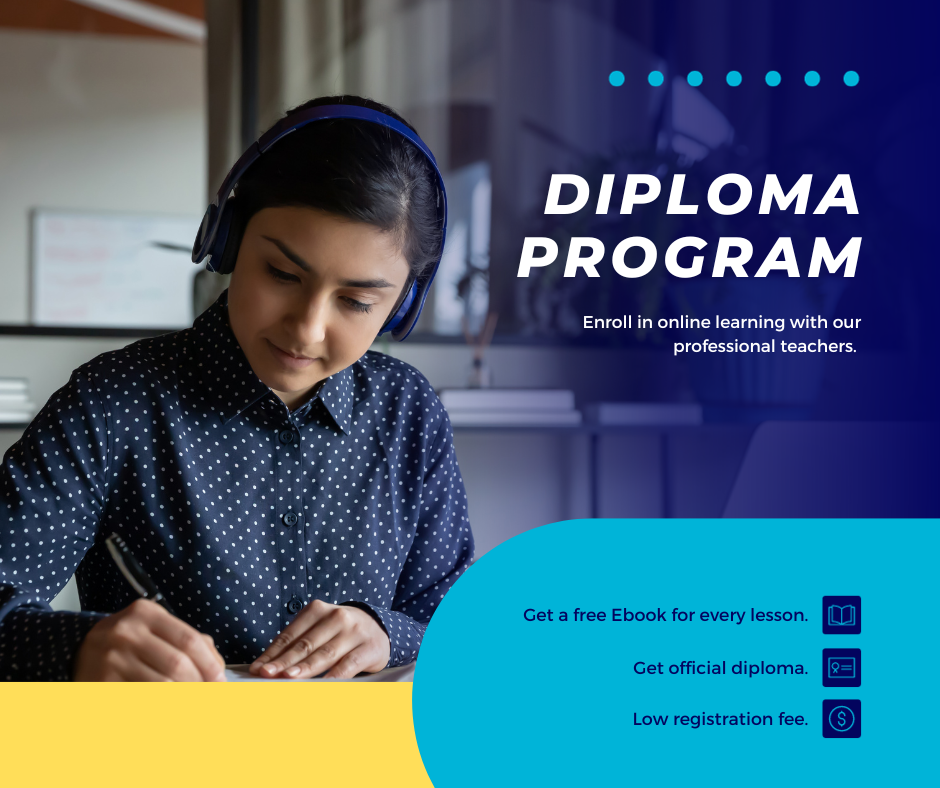 DIPLOMA
PROGRAM
Enroll in online learning with our
professional teachers.
Get a free Ebook for every lesson.
Get official diploma.
Low registration fee.